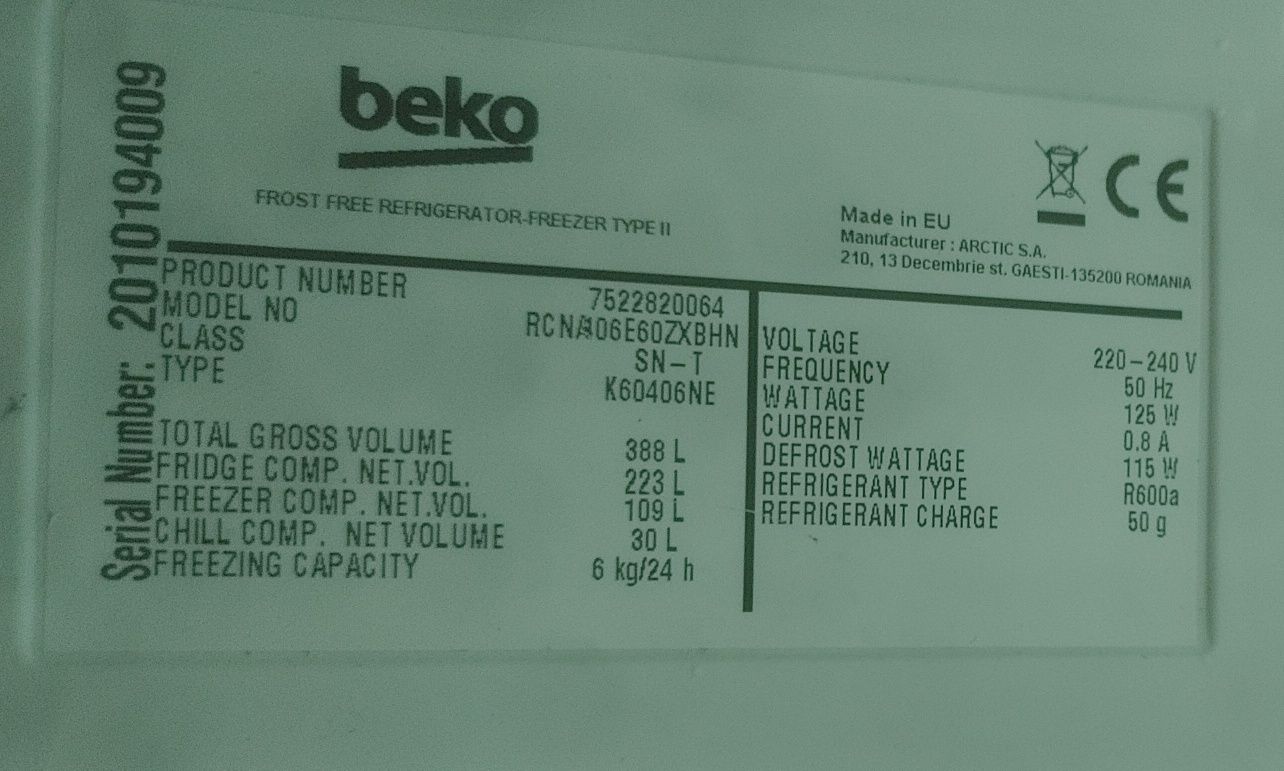 beko
FROST FREE REFRIGERATOR-FREEZER TYPE II
CE
Made in EU
Manufacturer : ARCTIC S.A.
210, 13 Decembrie st. GAESTI-135200 ROMANIA
Serial Number: 2010194009
PRODUCT NUMBER 7522820064
MODEL NO RCNA406E60ZXBHN
CLASS SN-T
TYPE K60406NE
TOTAL GROSS VOLUME 388 L
FRIDGE COMP. NET.VOL. 223 L
FREEZER COMP. NET.VOL. 109 L
CHILL COMP. NET VOLUME 30 L
FREEZING CAPACITY 6 kg/24 h
VOLTAGE 220-240 V
FREQUENCY 50 Hz
WATTAGE 125 W
CURRENT 0.8 A
DEFROST WATTAGE 115 W
REFRIGERANT TYPE R600a
REFRIGERANT CHARGE 50 g